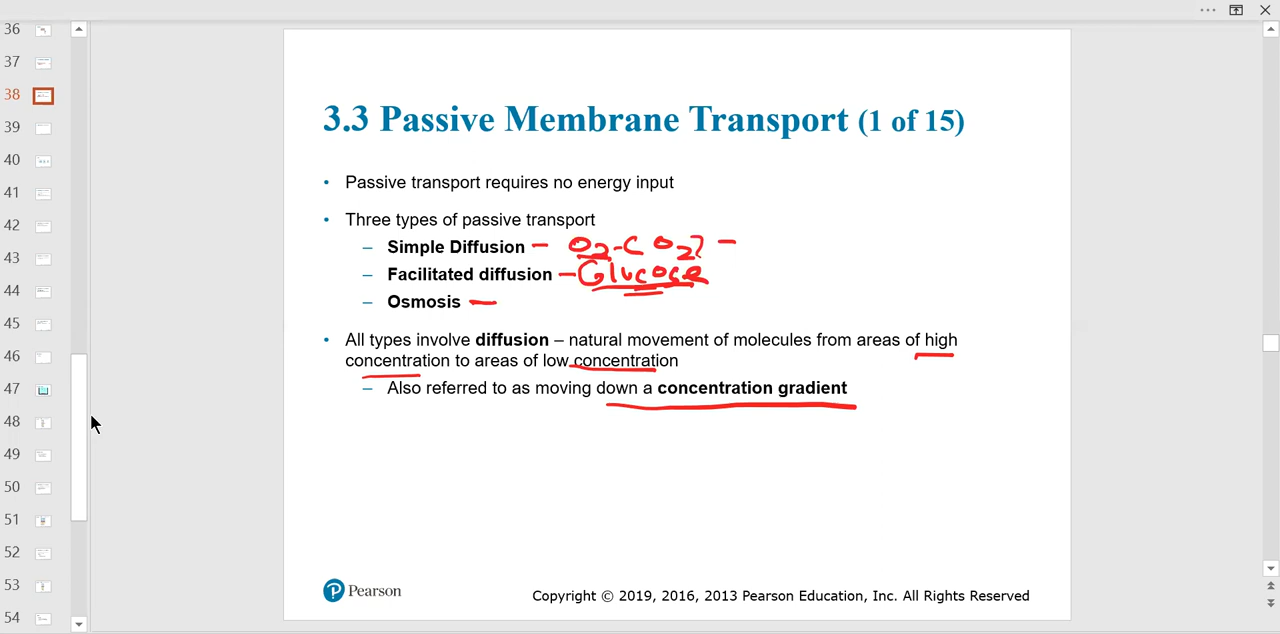 36
37
38
39
40
41
42
43
44
45
46
47
48
49
50
51
52
53
54
3.3 Passive Membrane Transport (1 of 15)
• Passive transport requires no energy input
• Three types of passive transport
– Simple Diffusion – O2-CO2
– Facilitated diffusion – Glucose
– Osmosis –
• All types involve diffusion – natural movement of molecules from areas of high
concentration to areas of low concentration
– Also referred to as moving down a concentration gradient
P Pearson
Copyright © 2019, 2016, 2013 Pearson Education, Inc. All Rights Reserved